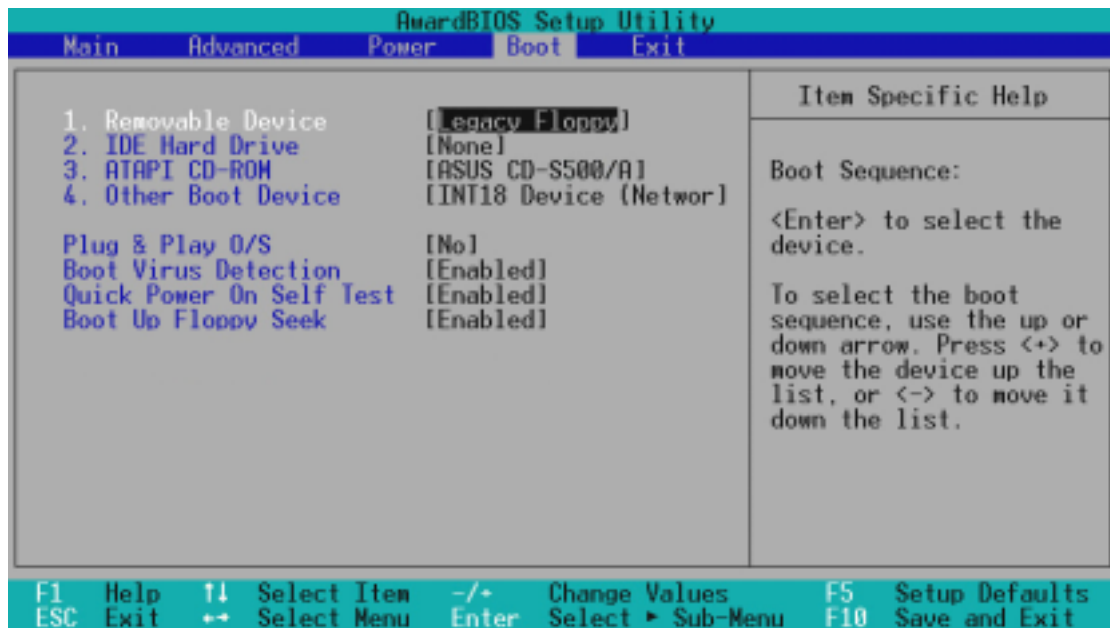 AwardBIOS Setup Utility
Main Advanced Power Boot Exit
1. Removable Device [Legacy Floppy]
2. IDE Hard Drive [None]
3. ATAPI CD-ROM [ASUS CD-S500/A]
4. Other Boot Device [INT18 Device (Networ]
Plug & Play O/S [No]
Boot Virus Detection [Enabled]
Quick Power On Self Test [Enabled]
Boot Up Floppy Seek [Enabled]
Item Specific Help
Boot Sequence:
<Enter> to select the
device.
To select the boot
sequence, use the up or
down arrow. Press <+> to
move the device up the
list, or <-> to move it
down the list.
F1 Help ↑↓ Select Item -/+ Change Values F5 Setup Defaults
ESC Exit ←→ Select Menu Enter Select ► Sub-Menu F10 Save and Exit